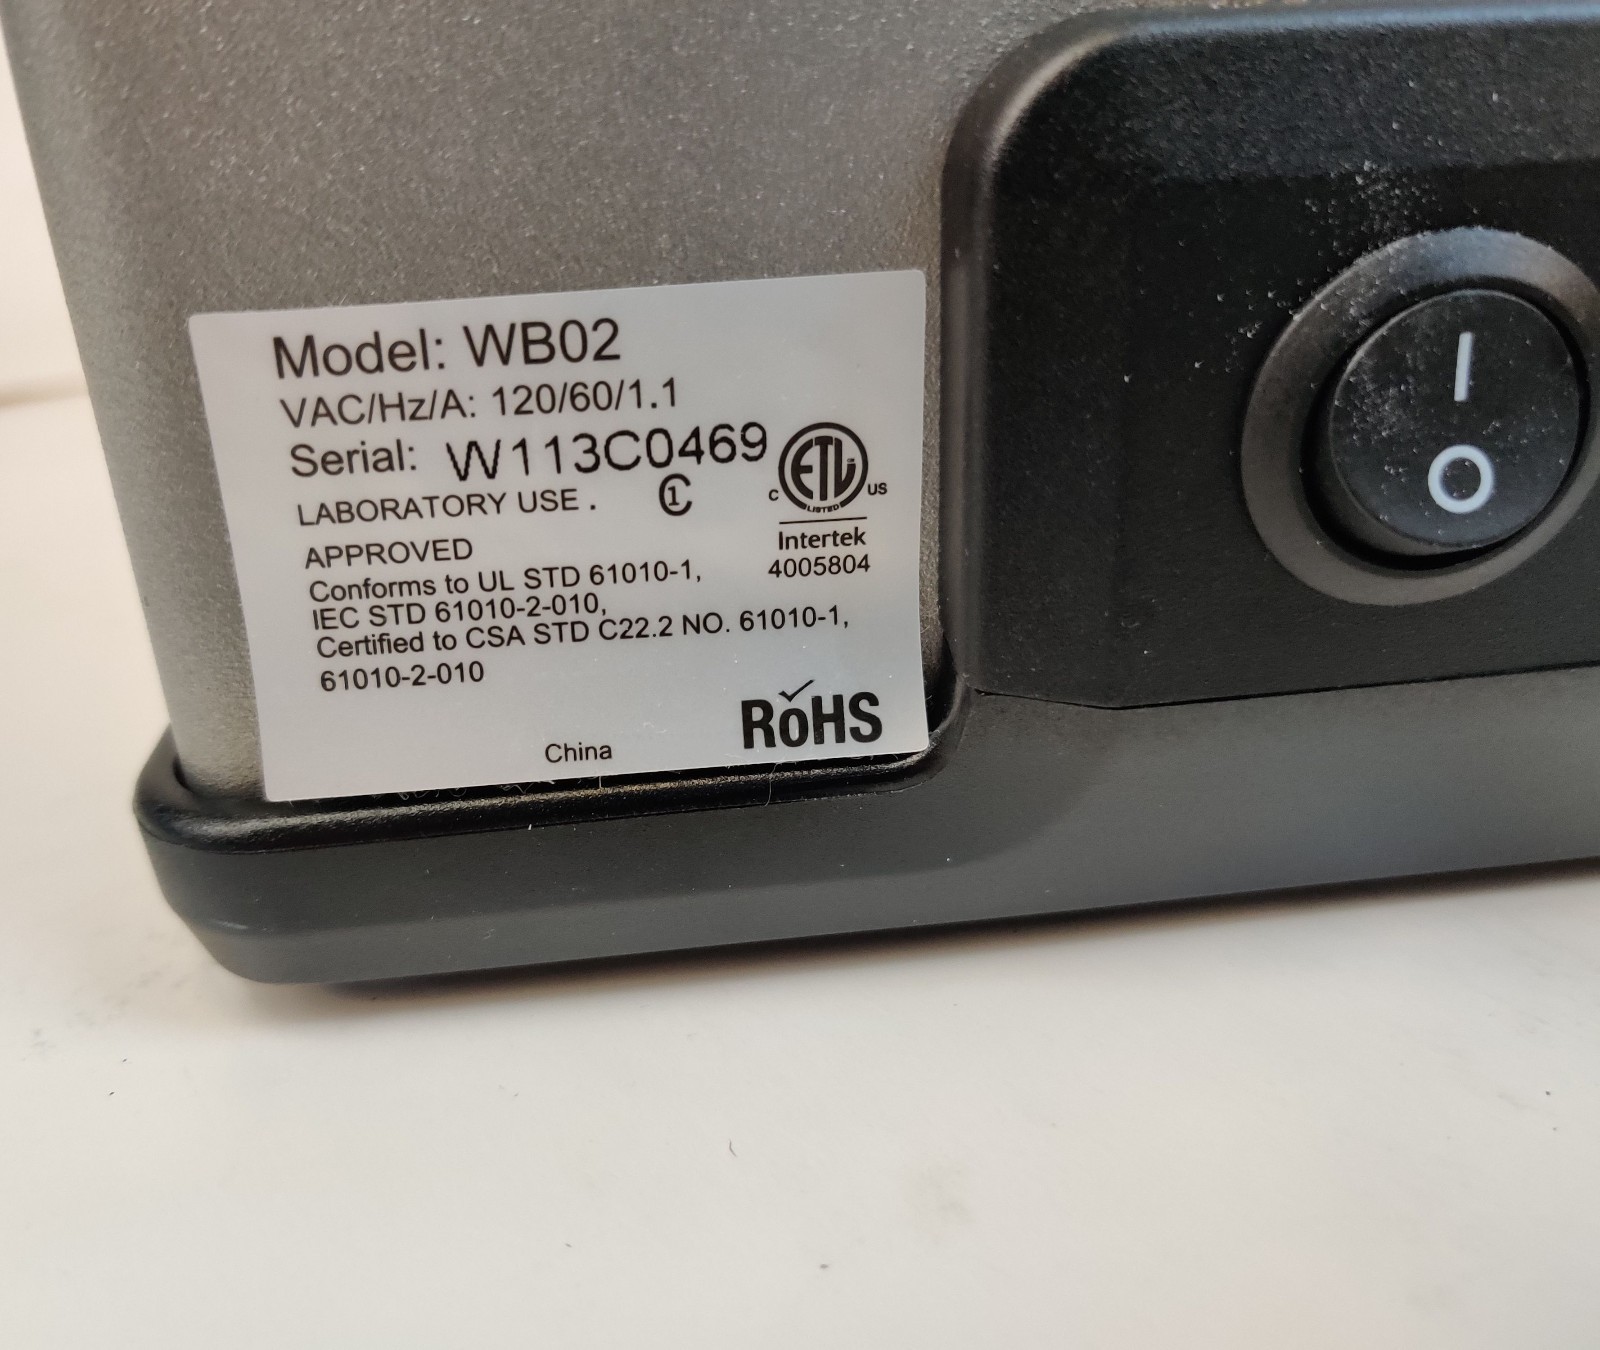 Model: WB02
VAC/Hz/A: 120/60/1.1
Serial: W113C0469
LABORATORY USE .
C1
ETL
C US
LISTED
Intertek
4005804
APPROVED
Conforms to UL STD 61010-1,
IEC STD 61010-2-010,
Certified to CSA STD C22.2 NO. 61010-1,
61010-2-010
RoHS
China
I
O